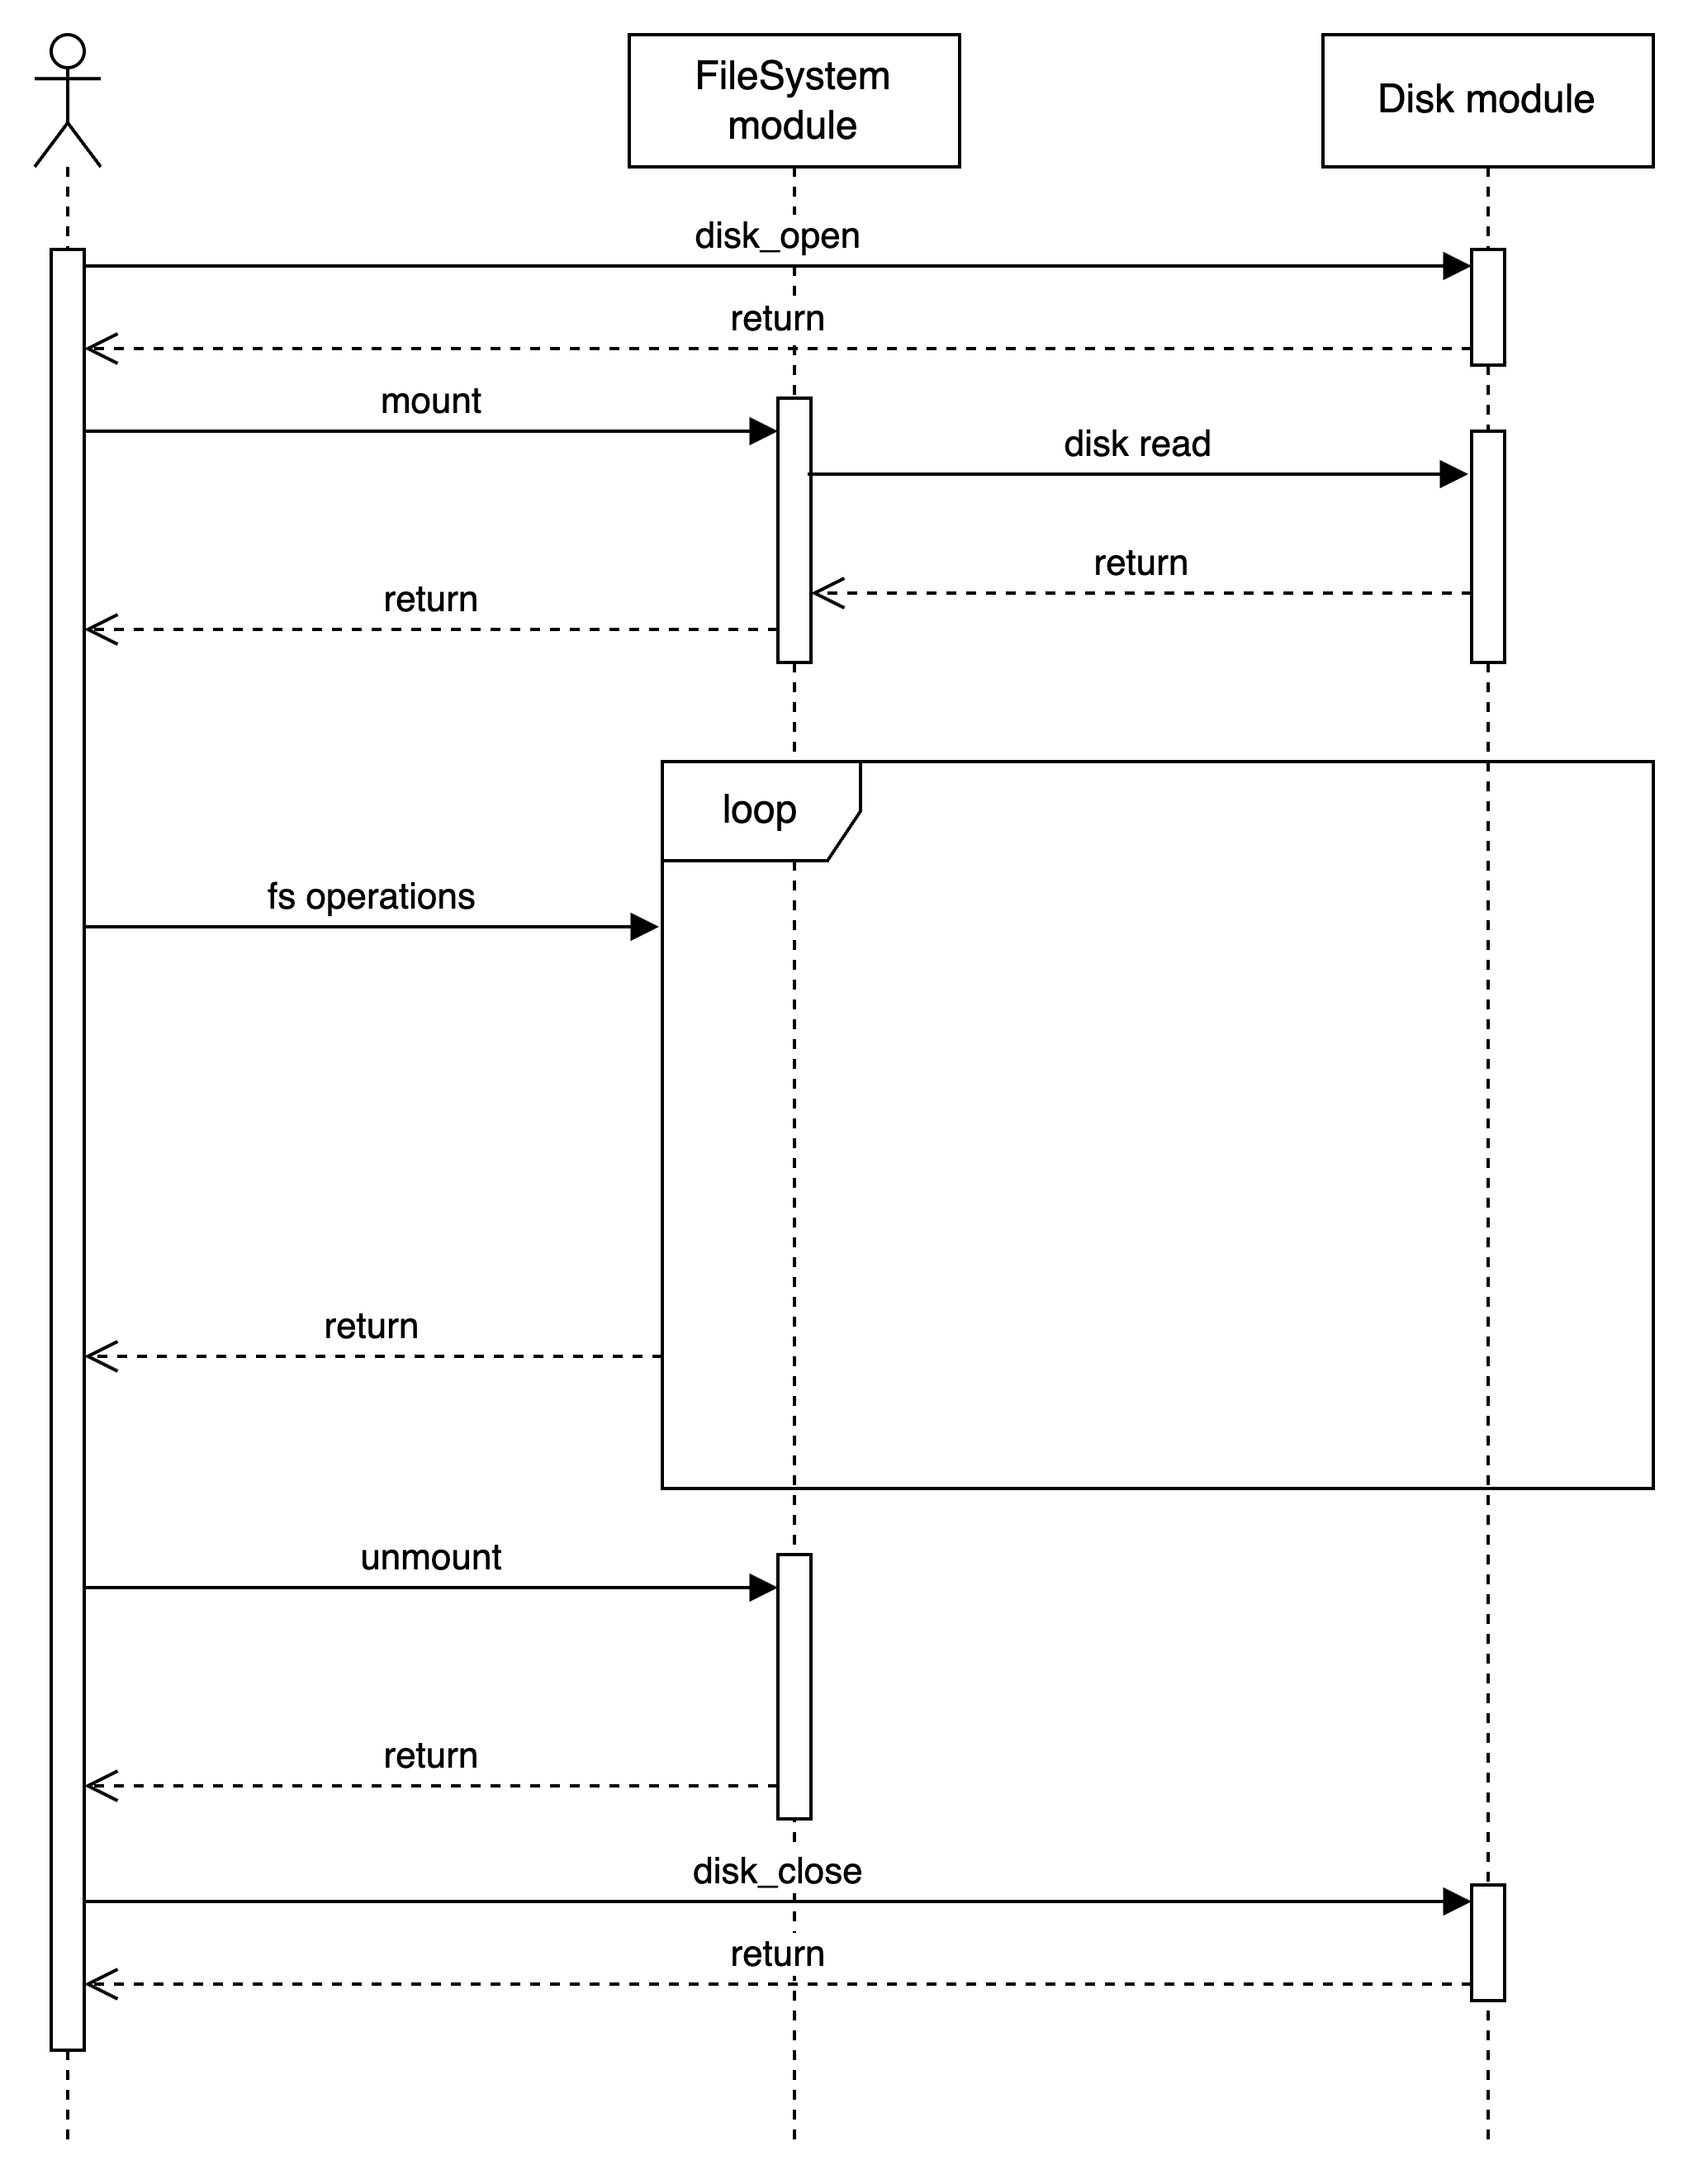 FileSystem
module
Disk module
disk_open
return
mount
disk read
return
return
loop
fs operations
return
unmount
return
disk_close
return